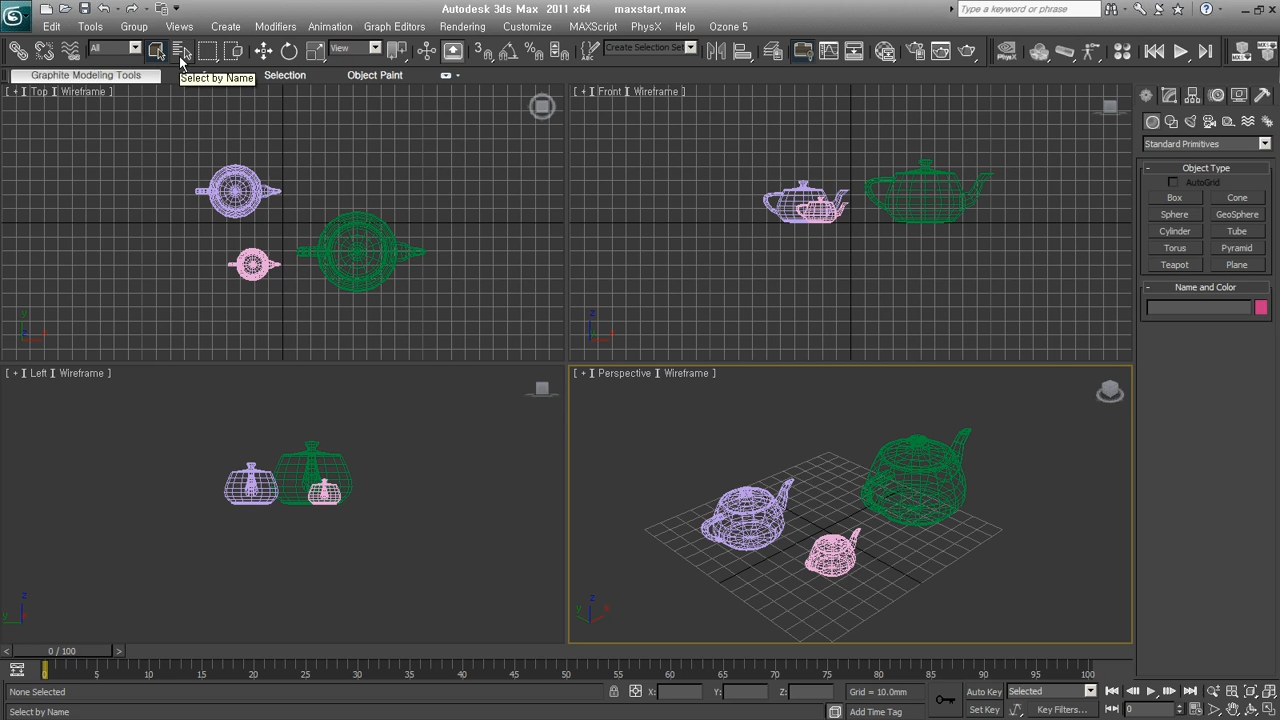 Autodesk 3ds Max 2011 x64 maxstart.max
Type a keyword or phrase
Edit Tools Group Views Create Modifiers Animation Graph Editors Rendering Customize MAXScript PhysX Help Ozone 5
All View Create Selection Set
Graphite Modeling Tools Selection Object Paint
Select by Name
[ + ] Top ] Wireframe ]
[ + ] Front ] Wireframe ]
Standard Primitives
- Object Type
AutoGrid
Box Cone
Sphere GeoSphere
Cylinder Tube
Torus Pyramid
Teapot Plane
- Name and Color
y
x
z
z
x
[ + ] Left ] Wireframe ]
[ + ] Perspective ] Wireframe ]
z
y
z
y
x
< 0 / 100 >
0 5 10 15 20 25 30 35 40 45 50 55 60 65 70 75 80 85 90 95 100
None Selected X: Y: Z: Grid = 10.0mm Auto Key Selected
Select by Name Add Time Tag Set Key Key Filters... 0